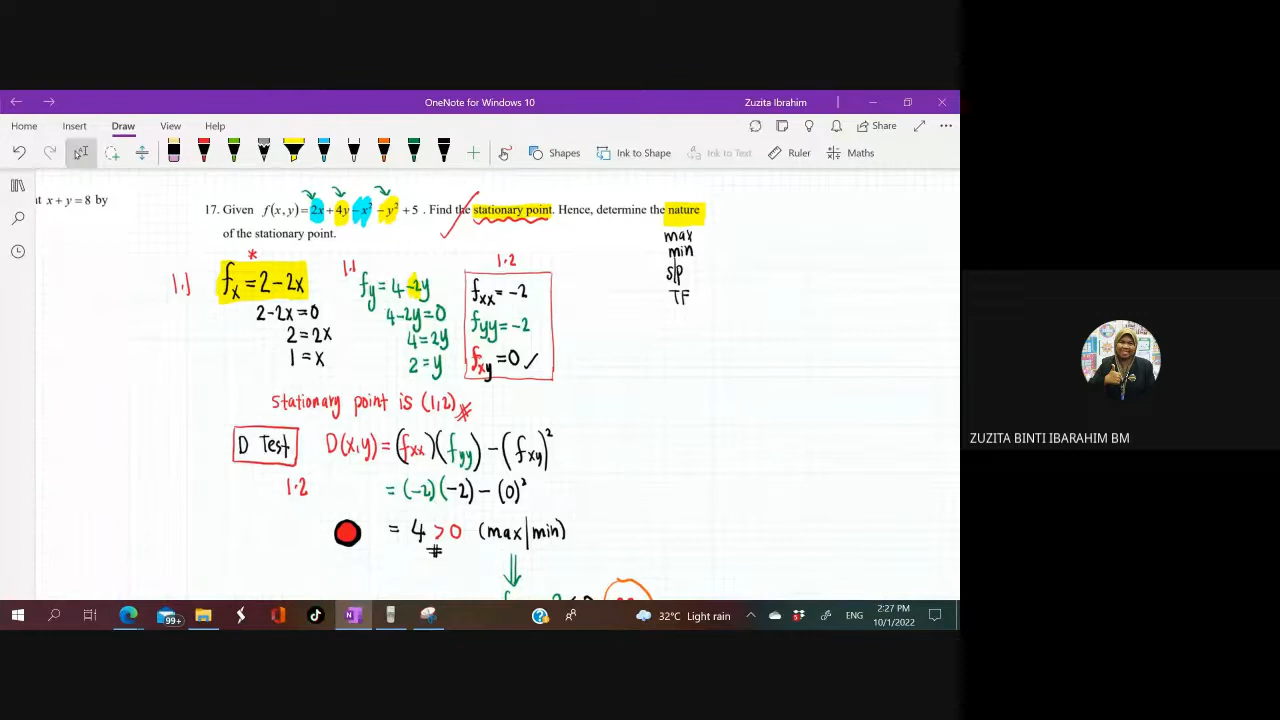 OneNote for Windows 10
Zuzita Ibrahim
Home Insert Draw View Help
Share
Shapes Ink to Shape Ink to Text Ruler Maths
at x + y = 8 by
17. Given f(x, y) = 2x + 4y − x² − y² + 5 . Find the stationary point. Hence, determine the nature
of the stationary point.
max
min
s/p
TF
1.1 fx = 2 − 2x *
2 − 2x = 0
2 = 2x
1 = x
1.1 fy = 4 − 2y
4 − 2y = 0
4 = 2y
2 = y
1.2
fxx = −2
fyy = −2
fxy = 0 ✓
stationary point is (1,2)
D Test D(x,y) = (fxx)(fyy) − (fxy)²
1.2 = (−2)(−2) − (0)²
= 4 > 0 (max/min)
ZUZITA BINTI IBARAHIM BM
99+
32°C Light rain
ENG
2:27 PM
10/1/2022